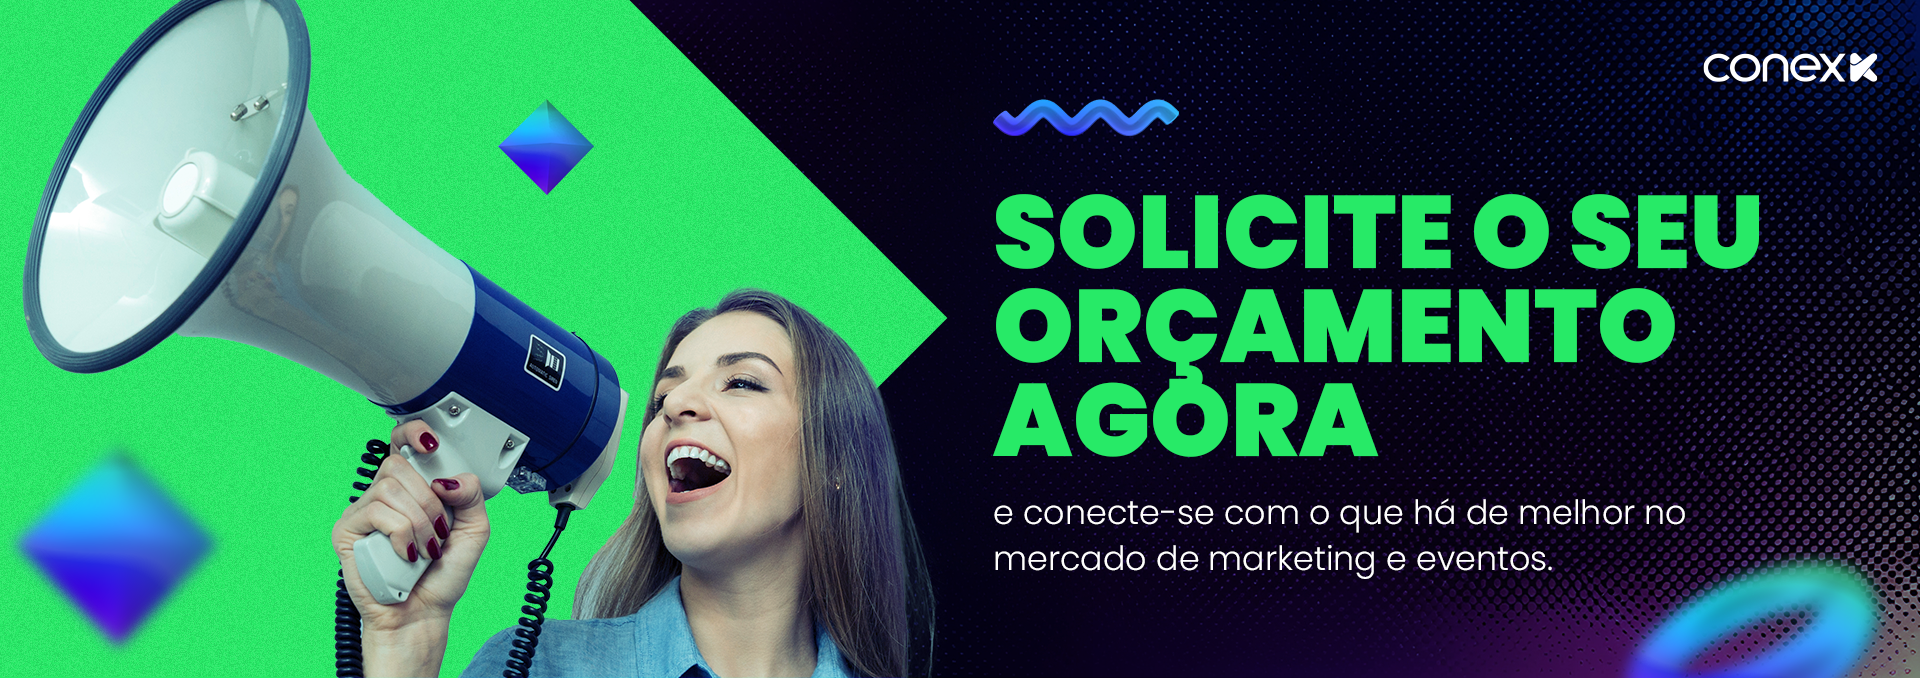 conex
SOLICITE O SEU
ORÇAMENTO
AGORA
e conecte-se com o que há de melhor no
mercado de marketing e eventos.